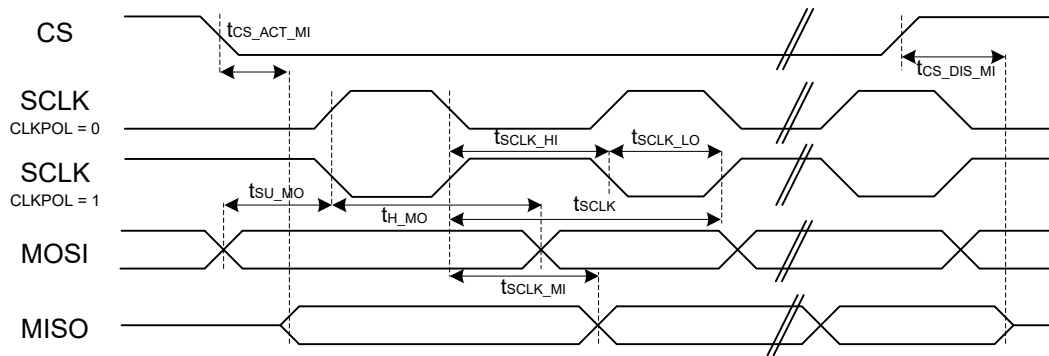 CS
tCS_ACT_MI
tCS_DIS_MI
SCLK
CLKPOL = 0
tSCLK_HI
tSCLK_LO
SCLK
CLKPOL = 1
tSU_MO
tH_MO
tSCLK
MOSI
tSCLK_MI
MISO